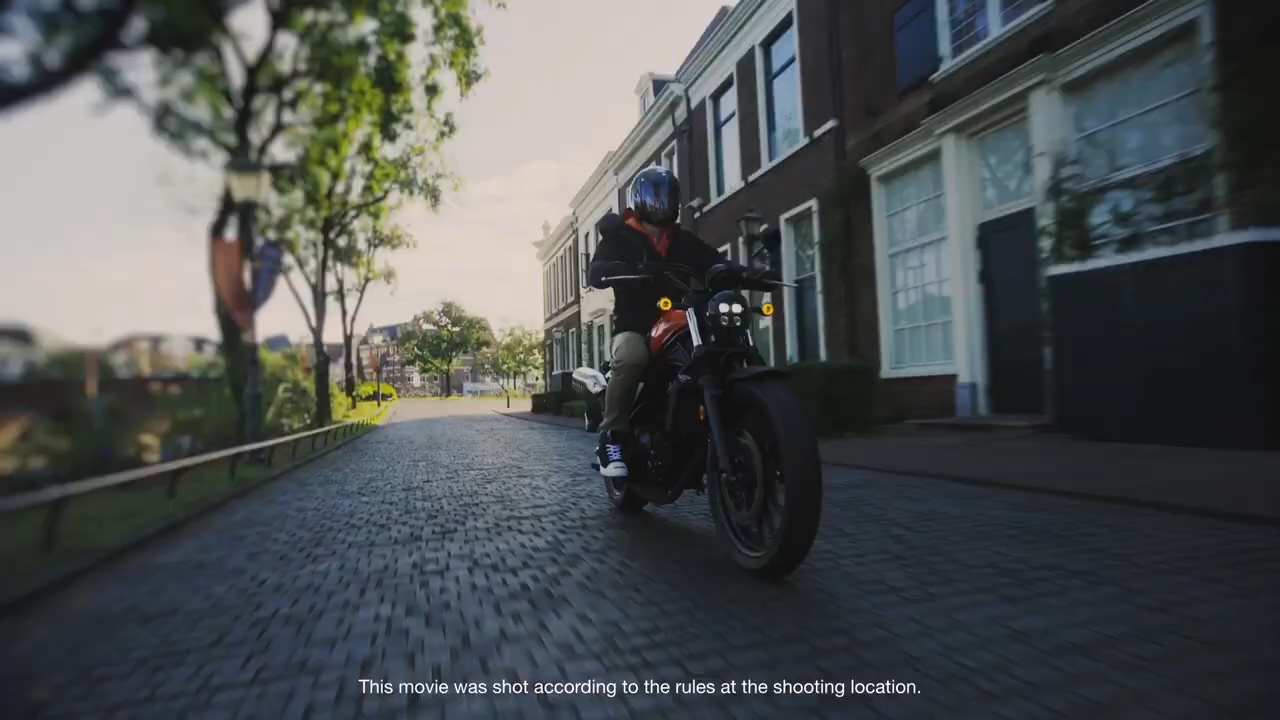 This movie was shot according to the rules at the shooting location.